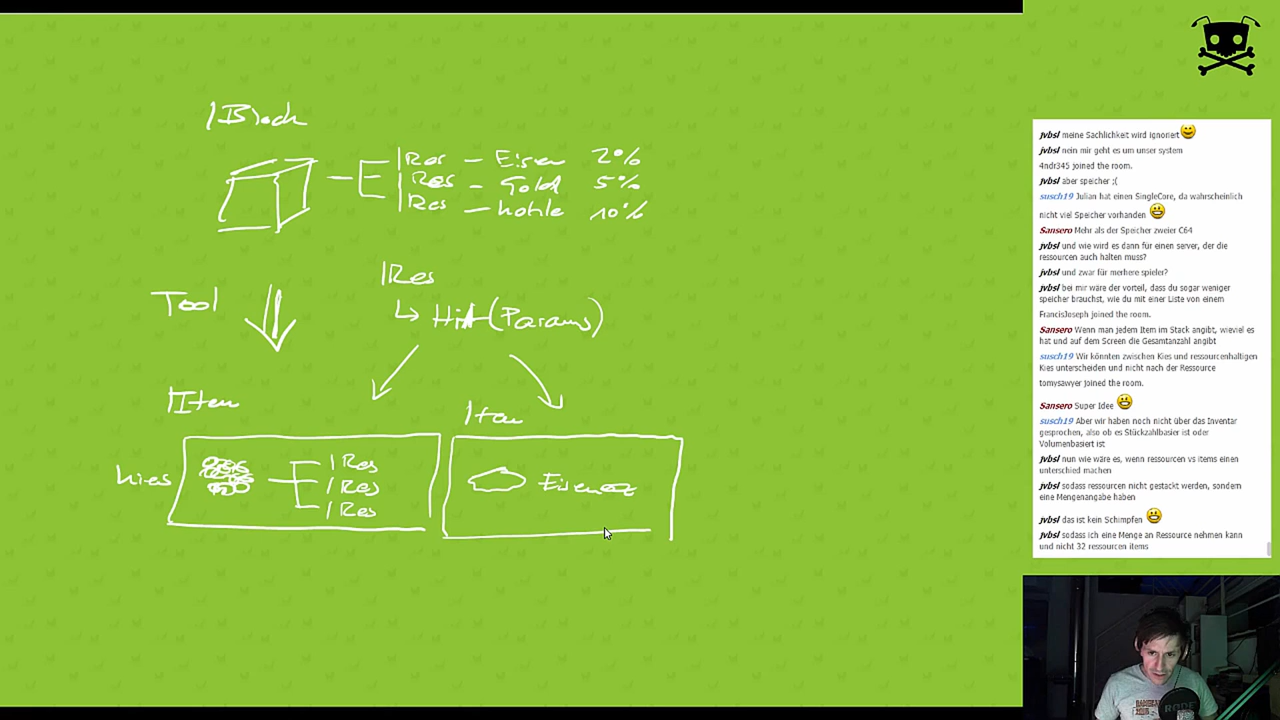 IBlock
IRes - Eisen 2%
IRes - Gold 5%
IRes - Kohle 10%
Tool
IRes
↳ Hit(Params)
IItem
Item
Kies
IRes
IRes
IRes
Eisenerz
jvbsl meine Sachlichkeit wird ignoriert
jvbsl nein mir geht es um unser system
4ndr345 joined the room.
jvbsl aber speicher ;(
susch19 Julian hat einen SingleCore, da wahrscheinlich
nicht viel Speicher vorhanden
Sansero Mehr als der Speicher zweier C64
jvbsl und wie wird es dann für einen server, der die
ressourcen auch halten muss?
jvbsl und zwar für merhere spieler?
jvbsl bei mir wäre der vorteil, dass du sogar weniger
speicher brauchst, wie du mit einer Liste von einem
FrancisJoseph joined the room.
Sansero Wenn man jedem Item im Stack angibt, wieviel es
hat und auf dem Screen die Gesamtanzahl angibt
susch19 Wir könnten zwischen Kies und ressourcenhaltigen
Kies unterscheiden und nicht nach der Ressource
tomysawyer joined the room.
Sansero Super Idee
susch19 Aber wir haben noch nicht über das Inventar
gesprochen, also ob es Stückzahlbasier ist oder
Volumenbasiert ist
jvbsl nun wie wäre es, wenn ressourcen vs items einen
unterschied machen
jvbsl sodass ressourcen nicht gestackt werden, sondern
eine Mengenangabe haben
jvbsl das ist kein Schimpfen
jvbsl sodass ich eine Menge an Ressource nehmen kann
und nicht 32 ressourcen items
RODE